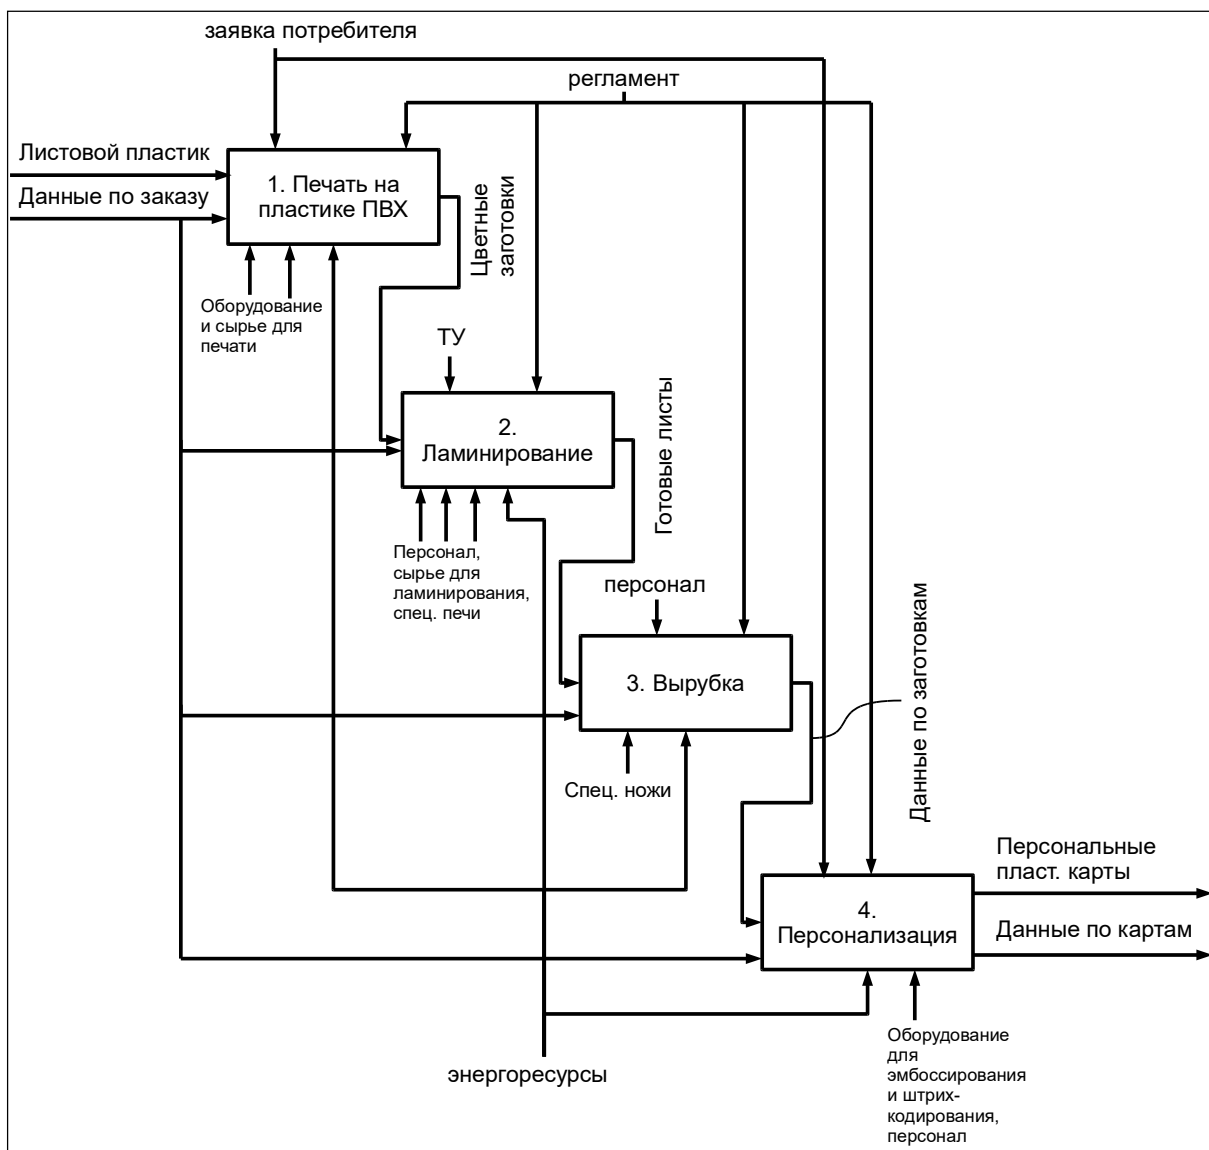 заявка потребителя
регламент
Листовой пластик
Данные по заказу
1. Печать на
пластике ПВХ
Цветные
заготовки
Оборудование
и сырье для
печати
ТУ
2.
Ламинирование
Готовые листы
Персонал,
сырье для
ламинирования,
спец. печи
персонал
3. Вырубка
Данные по заготовкам
Спец. ножи
Персональные
пласт. карты
4.
Персонализация
Данные по картам
Оборудование
для
эмбоссирования
и штрих-
кодирования,
персонал
энергоресурсы